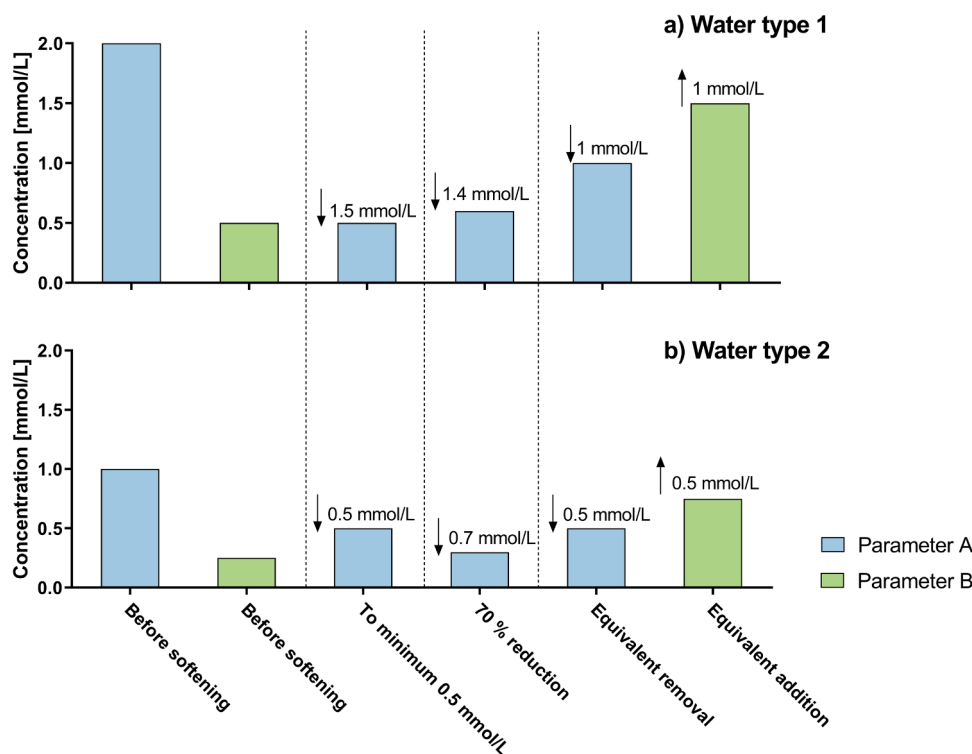 a) Water type 1
Concentration [mmol/L]
2.0
1.5
1.0
0.5
0.0
1.5 mmol/L
1.4 mmol/L
1 mmol/L
1 mmol/L
b) Water type 2
Concentration [mmol/L]
2.0
1.5
1.0
0.5
0.0
0.5 mmol/L
0.7 mmol/L
0.5 mmol/L
0.5 mmol/L
Parameter A
Parameter B
Before softening
Before softening
To minimum 0.5 mmol/L
70 % reduction
Equivalent removal
Equivalent addition